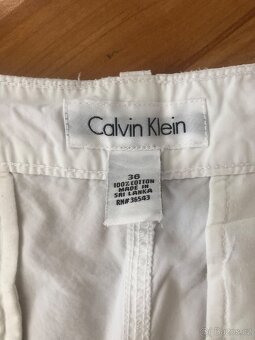 Calvin Klein
36
100% COTTON
MADE IN
SRI LANKA
RN#36543